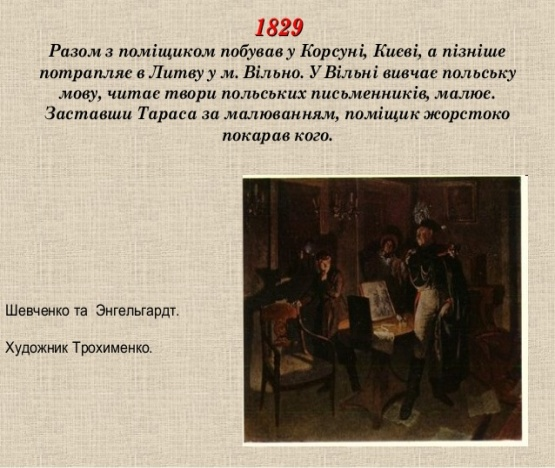 1829
Разом з поміщиком побував у Корсуні, Києві, а пізніше
потрапляє в Литву у м. Вільно. У Вільні вивчає польську
мову, читає твори польських письменників, малює.
Заставши Тараса за малюванням, поміщик жорстоко
покарав кого.
Шевченко та Энгельгардт.
Художник Трохименко.